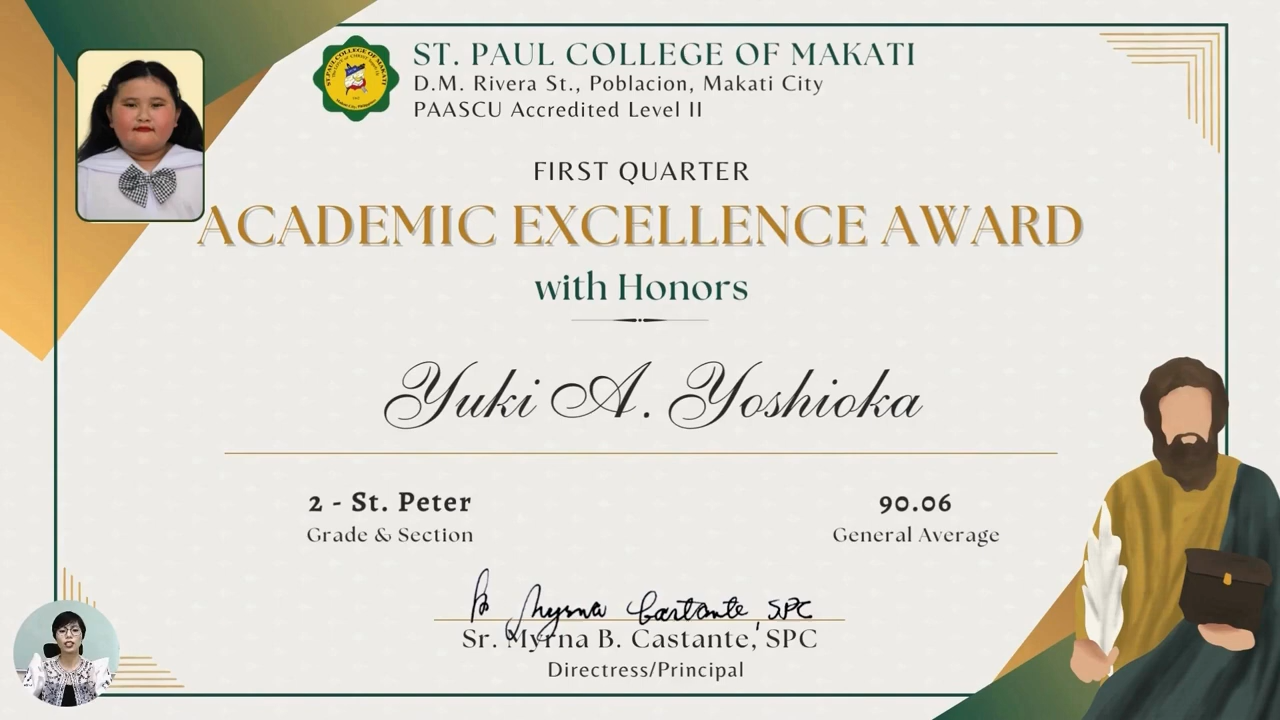 ST. PAUL COLLEGE OF MAKATI
D.M. Rivera St., Poblacion, Makati City
PAASCU Accredited Level II
FIRST QUARTER
ACADEMIC EXCELLENCE AWARD
with Honors
Yuki A. Yoshioka
2 - St. Peter
90.06
Grade & Section
General Average
Myrna Castante, SPC
Sr. Myrna B. Castante, SPC
Directress/Principal